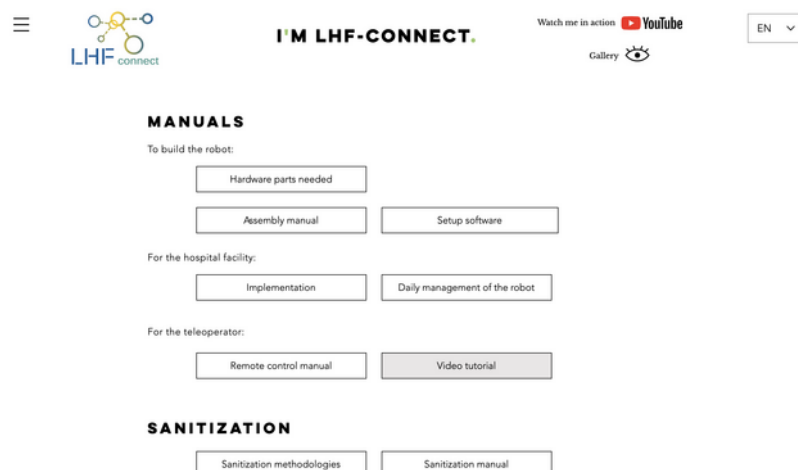 LHF connect
I'M LHF-CONNECT.
Watch me in action YouTube
Gallery
EN
MANUALS
To build the robot:
Hardware parts needed
Assembly manual Setup software
For the hospital facility:
Implementation Daily management of the robot
For the teleoperator:
Remote control manual Video tutorial
SANITIZATION
Sanitization methodologies Sanitization manual